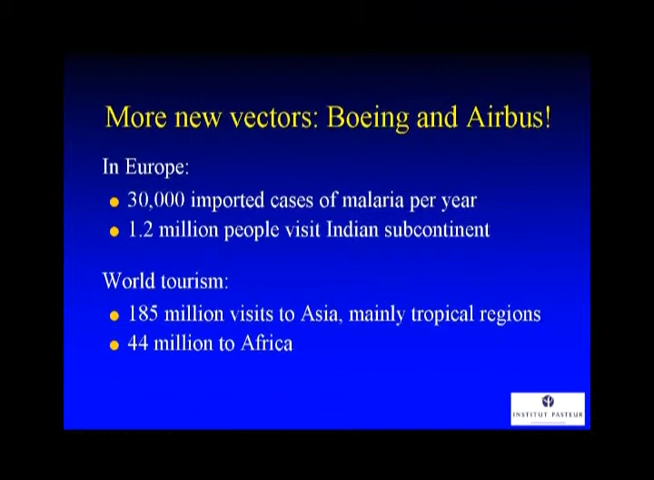 More new vectors: Boeing and Airbus!
In Europe:
30,000 imported cases of malaria per year
1.2 million people visit Indian subcontinent
World tourism:
185 million visits to Asia, mainly tropical regions
44 million to Africa
INSTITUT PASTEUR